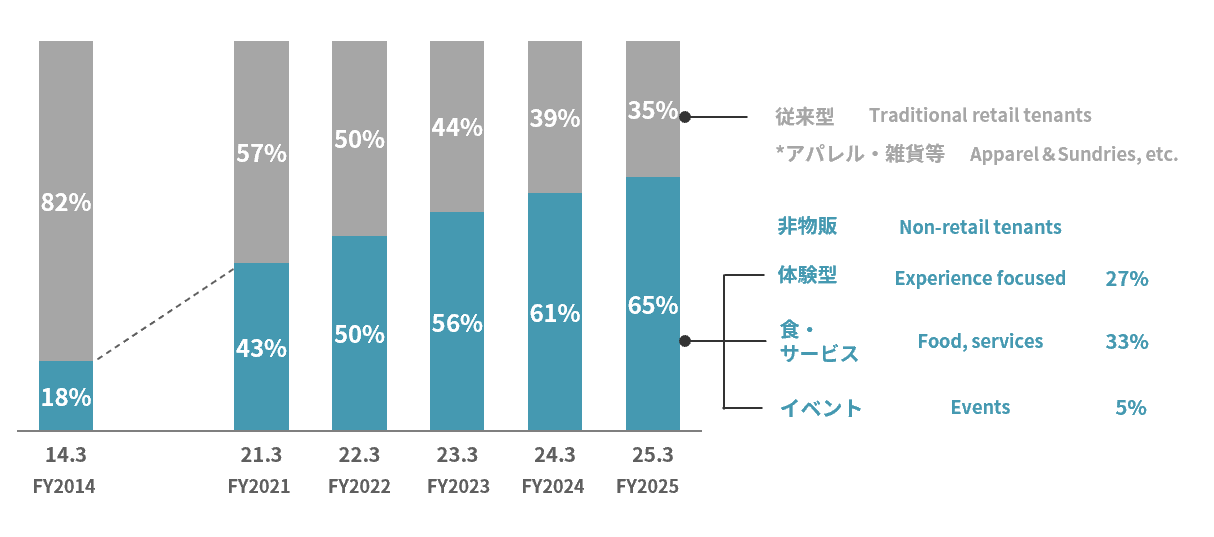 82%
57%
50%
44%
39%
35%
18%
43%
50%
56%
61%
65%
14.3
21.3
22.3
23.3
24.3
25.3
FY2014
FY2021
FY2022
FY2023
FY2024
FY2025
従来型 Traditional retail tenants
*アパレル・雑貨等 Apparel&Sundries, etc.
非物販 Non-retail tenants
体験型 Experience focused 27%
食・
サービス Food, services 33%
イベント Events 5%